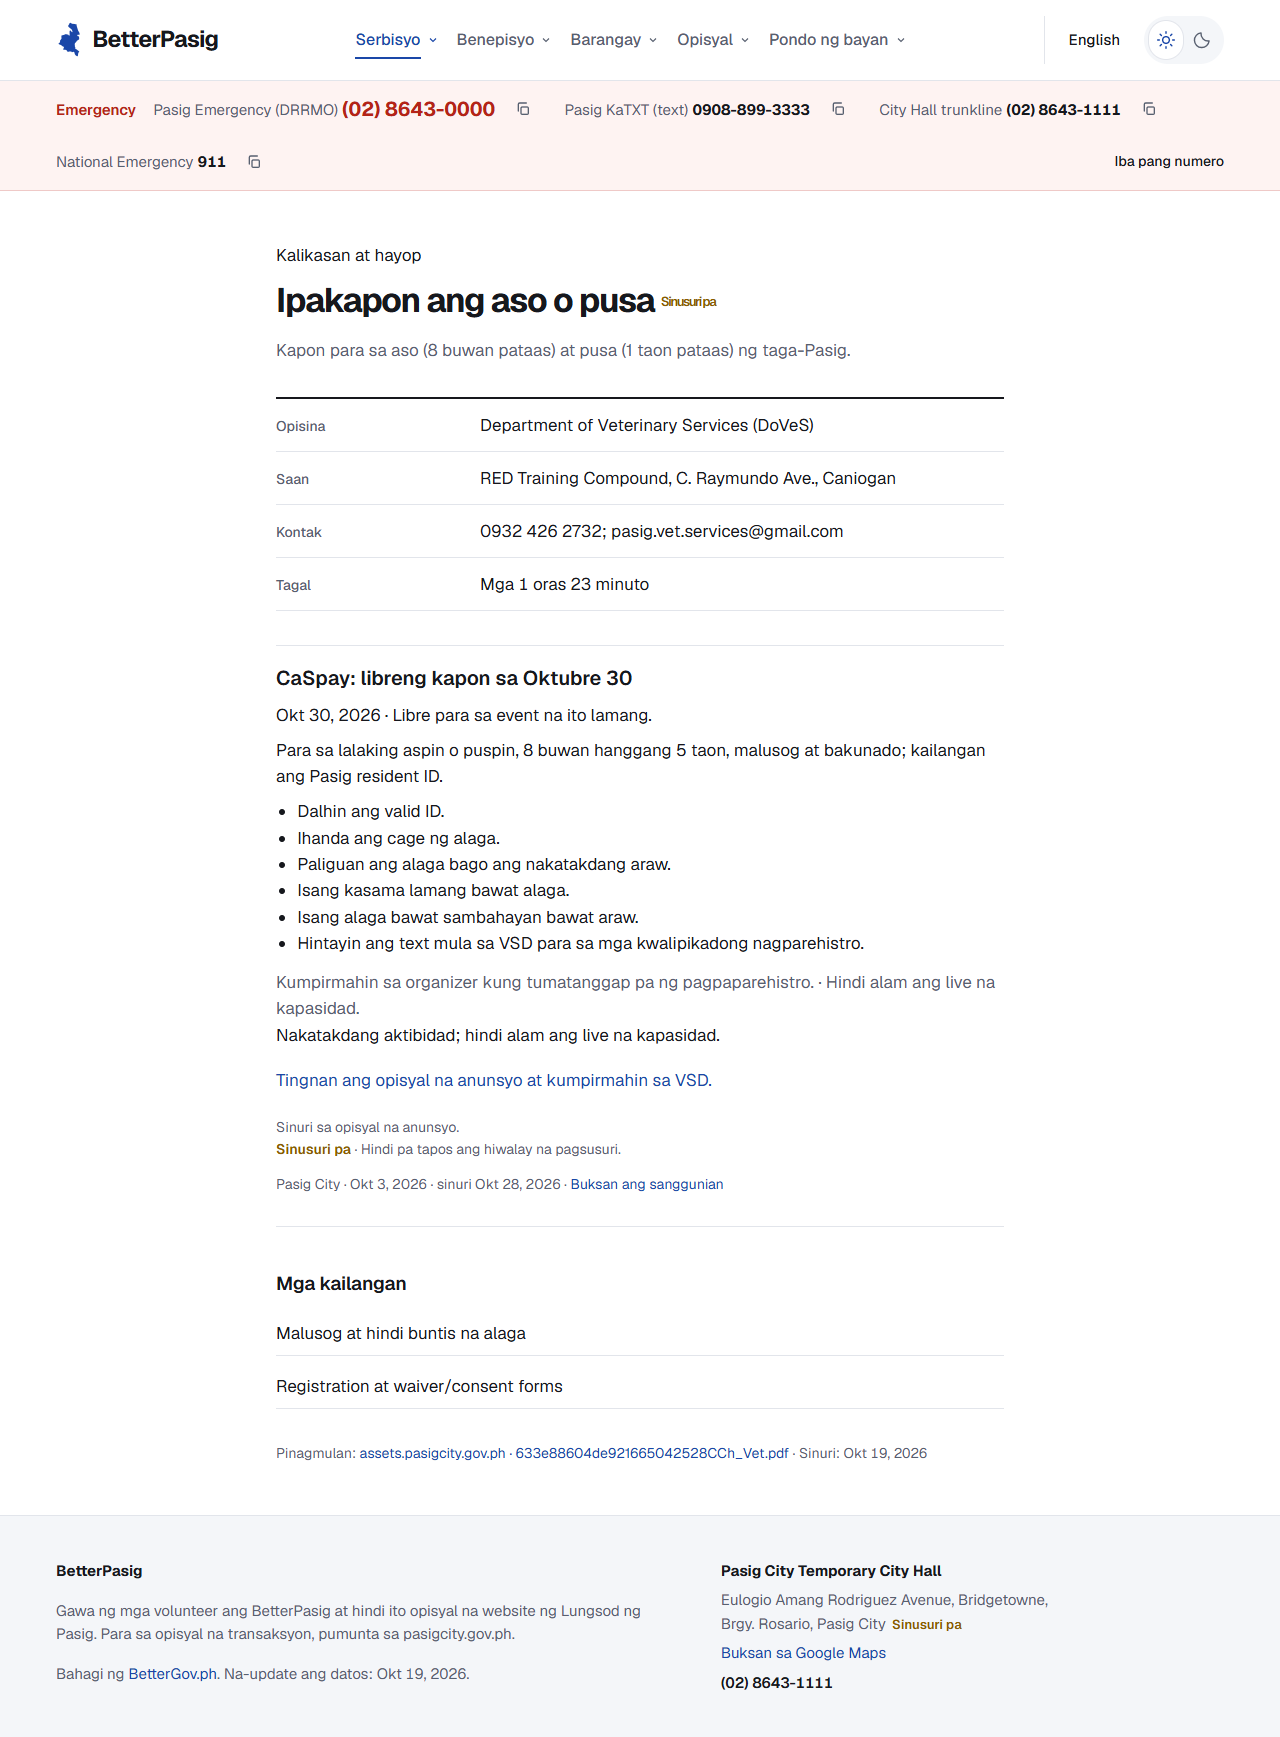 BetterPasig
Serbisyo Benepisyo Barangay Opisyal Pondo ng bayan English
Emergency Pasig Emergency (DRRMO) (02) 8643-0000 Pasig KaTXT (text) 0908-899-3333 City Hall trunkline (02) 8643-1111
National Emergency 911 Iba pang numero
Kalikasan at hayop
Ipakapon ang aso o pusa Sinusuri pa
Kapon para sa aso (8 buwan pataas) at pusa (1 taon pataas) ng taga-Pasig.
Opisina Department of Veterinary Services (DoVeS)
Saan RED Training Compound, C. Raymundo Ave., Caniogan
Kontak 0932 426 2732; pasig.vet.services@gmail.com
Tagal Mga 1 oras 23 minuto
CaSpay: libreng kapon sa Oktubre 30
Okt 30, 2026 · Libre para sa event na ito lamang.
Para sa lalaking aspin o puspin, 8 buwan hanggang 5 taon, malusog at bakunado; kailangan
ang Pasig resident ID.
• Dalhin ang valid ID.
• Ihanda ang cage ng alaga.
• Paliguan ang alaga bago ang nakatakdang araw.
• Isang kasama lamang bawat alaga.
• Isang alaga bawat sambahayan bawat araw.
• Hintayin ang text mula sa VSD para sa mga kwalipikadong nagparehistro.
Kumpirmahin sa organizer kung tumatanggap pa ng pagpaparehistro. · Hindi alam ang live na
kapasidad.
Nakatakdang aktibidad; hindi alam ang live na kapasidad.
Tingnan ang opisyal na anunsyo at kumpirmahin sa VSD.
Sinuri sa opisyal na anunsyo.
Sinusuri pa · Hindi pa tapos ang hiwalay na pagsusuri.
Pasig City · Okt 3, 2026 · sinuri Okt 28, 2026 · Buksan ang sanggunian
Mga kailangan
Malusog at hindi buntis na alaga
Registration at waiver/consent forms
Pinagmulan: assets.pasigcity.gov.ph · 633e88604de921665042528CCh_Vet.pdf · Sinuri: Okt 19, 2026
BetterPasig
Gawa ng mga volunteer ang BetterPasig at hindi ito opisyal na website ng Lungsod ng
Pasig. Para sa opisyal na transaksyon, pumunta sa pasigcity.gov.ph.
Bahagi ng BetterGov.ph. Na-update ang datos: Okt 19, 2026.
Pasig City Temporary City Hall
Eulogio Amang Rodriguez Avenue, Bridgetowne,
Brgy. Rosario, Pasig City Sinusuri pa
Buksan sa Google Maps
(02) 8643-1111